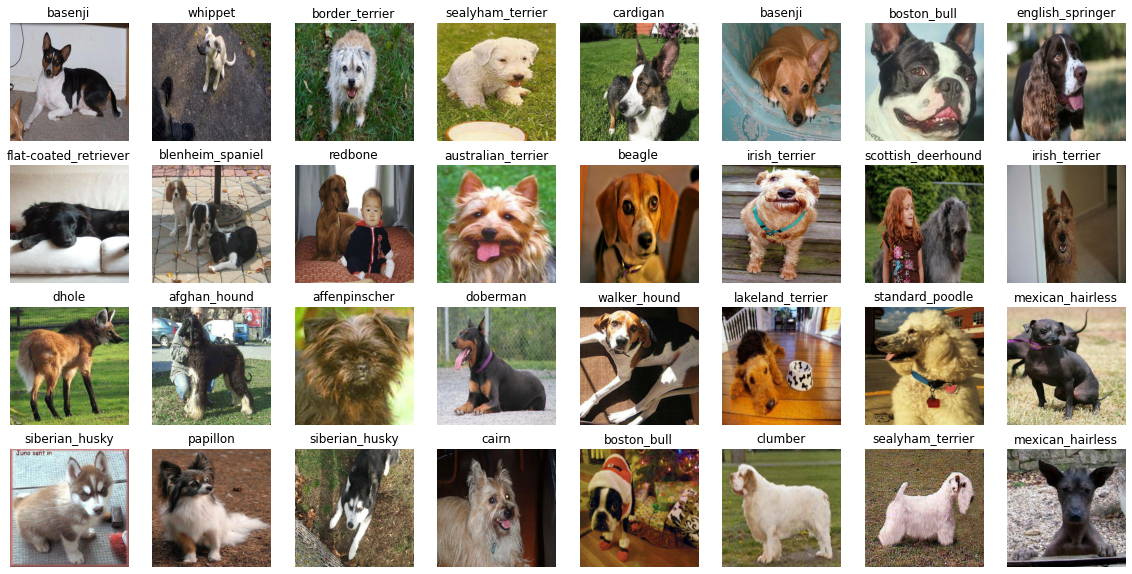 basenji whippet border_terrier sealyham_terrier cardigan basenji boston_bull english_springer
flat-coated_retriever blenheim_spaniel redbone australian_terrier beagle irish_terrier scottish_deerhound irish_terrier
dhole afghan_hound affenpinscher doberman walker_hound lakeland_terrier standard_poodle mexican_hairless
siberian_husky papillon siberian_husky cairn boston_bull clumber sealyham_terrier mexican_hairless
Juno sent in